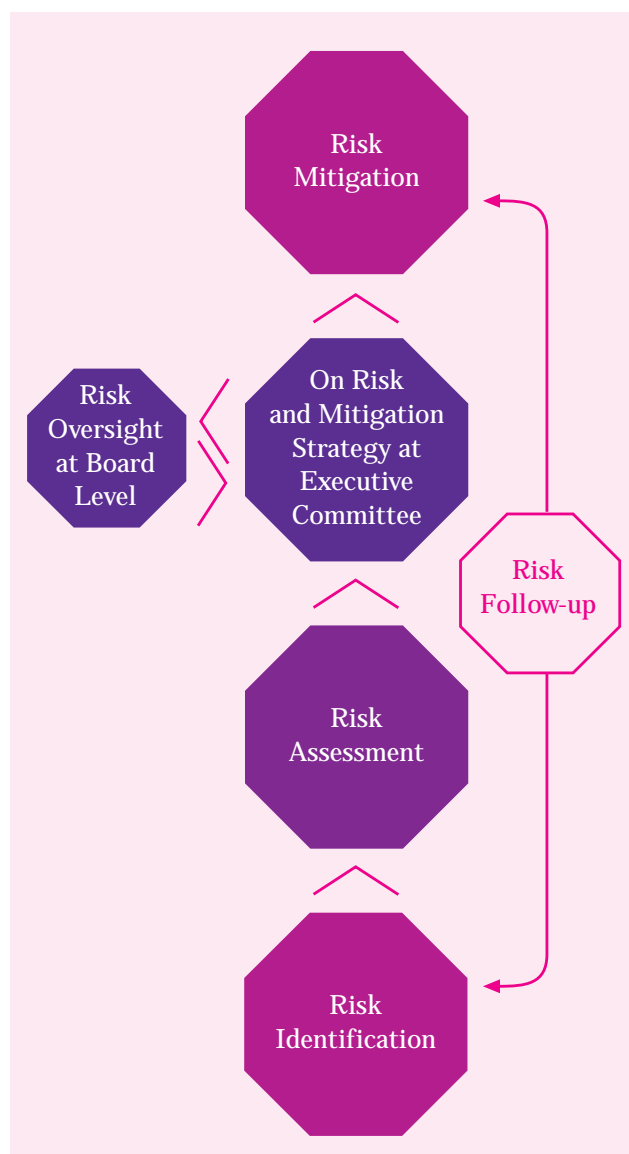 Risk
Mitigation
On Risk
and Mitigation
Strategy at
Executive
Committee
Risk
Oversight
at Board
Level
Risk
Follow-up
Risk
Assessment
Risk
Identification